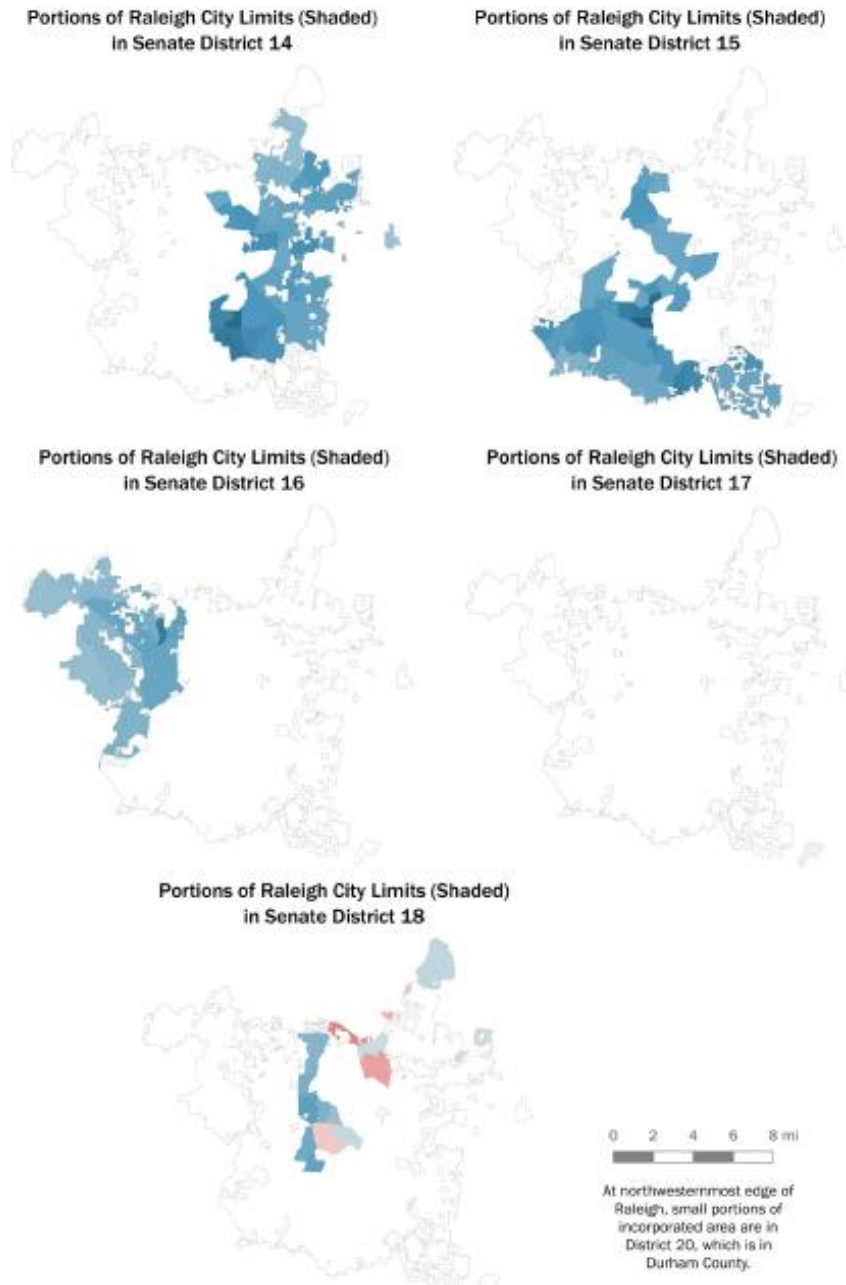 Portions of Raleigh City Limits (Shaded)
in Senate District 14
Portions of Raleigh City Limits (Shaded)
in Senate District 15
Portions of Raleigh City Limits (Shaded)
in Senate District 16
Portions of Raleigh City Limits (Shaded)
in Senate District 17
Portions of Raleigh City Limits (Shaded)
in Senate District 18
0 2 4 6 8 mi
At northwesternmost edge of
Raleigh, small portions of
incorporated area are in
District 20, which is in
Durham County.